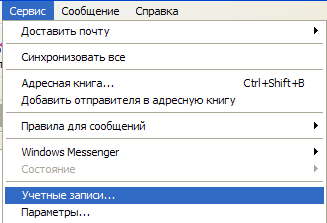 Сервис Сообщение Справка
Доставить почту
Синхронизировать все
Адресная книга... Ctrl+Shift+B
Добавить отправителя в адресную книгу
Правила для сообщений
Windows Messenger
Состояние
Учетные записи...
Параметры...